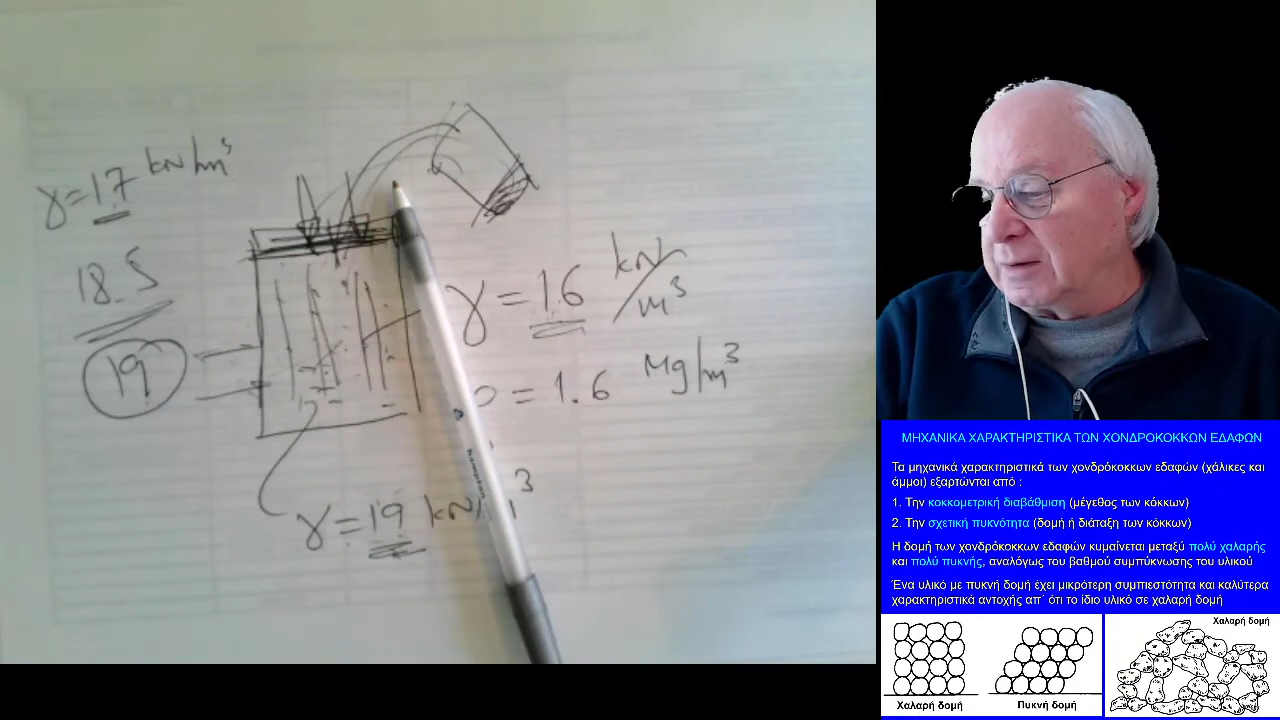 γ = 17 kN/m³
18.5
19
γ = 16 kN/m³
= 1.6 Mg/m³
γ = 19 kN/ ³
ΜΗΧΑΝΙΚΑ ΧΑΡΑΚΤΗΡΙΣΤΙΚΑ ΤΩΝ ΧΟΝΔΡΟΚΟΚΚΩΝ ΕΔΑΦΩΝ
Τα μηχανικά χαρακτηριστικά των χονδρόκοκκων εδαφών (χάλικες και
άμμοι) εξαρτώνται από :
1. Την κοκκομετρική διαβάθμιση (μέγεθος των κόκκων)
2. Την σχετική πυκνότητα (δομή ή διάταξη των κόκκων)
Η δομή των χονδρόκοκκων εδαφών κυμαίνεται μεταξύ πολύ χαλαρής
και πολύ πυκνής, αναλόγως του βαθμού συμπύκνωσης του υλικού
Ένα υλικό με πυκνή δομή έχει μικρότερη συμπιεστότητα και καλύτερα
χαρακτηριστικά αντοχής απ΄ ότι το ίδιο υλικό σε χαλαρή δομή
Χαλαρή δομή
Χαλαρή δομή
Πυκνή δομή